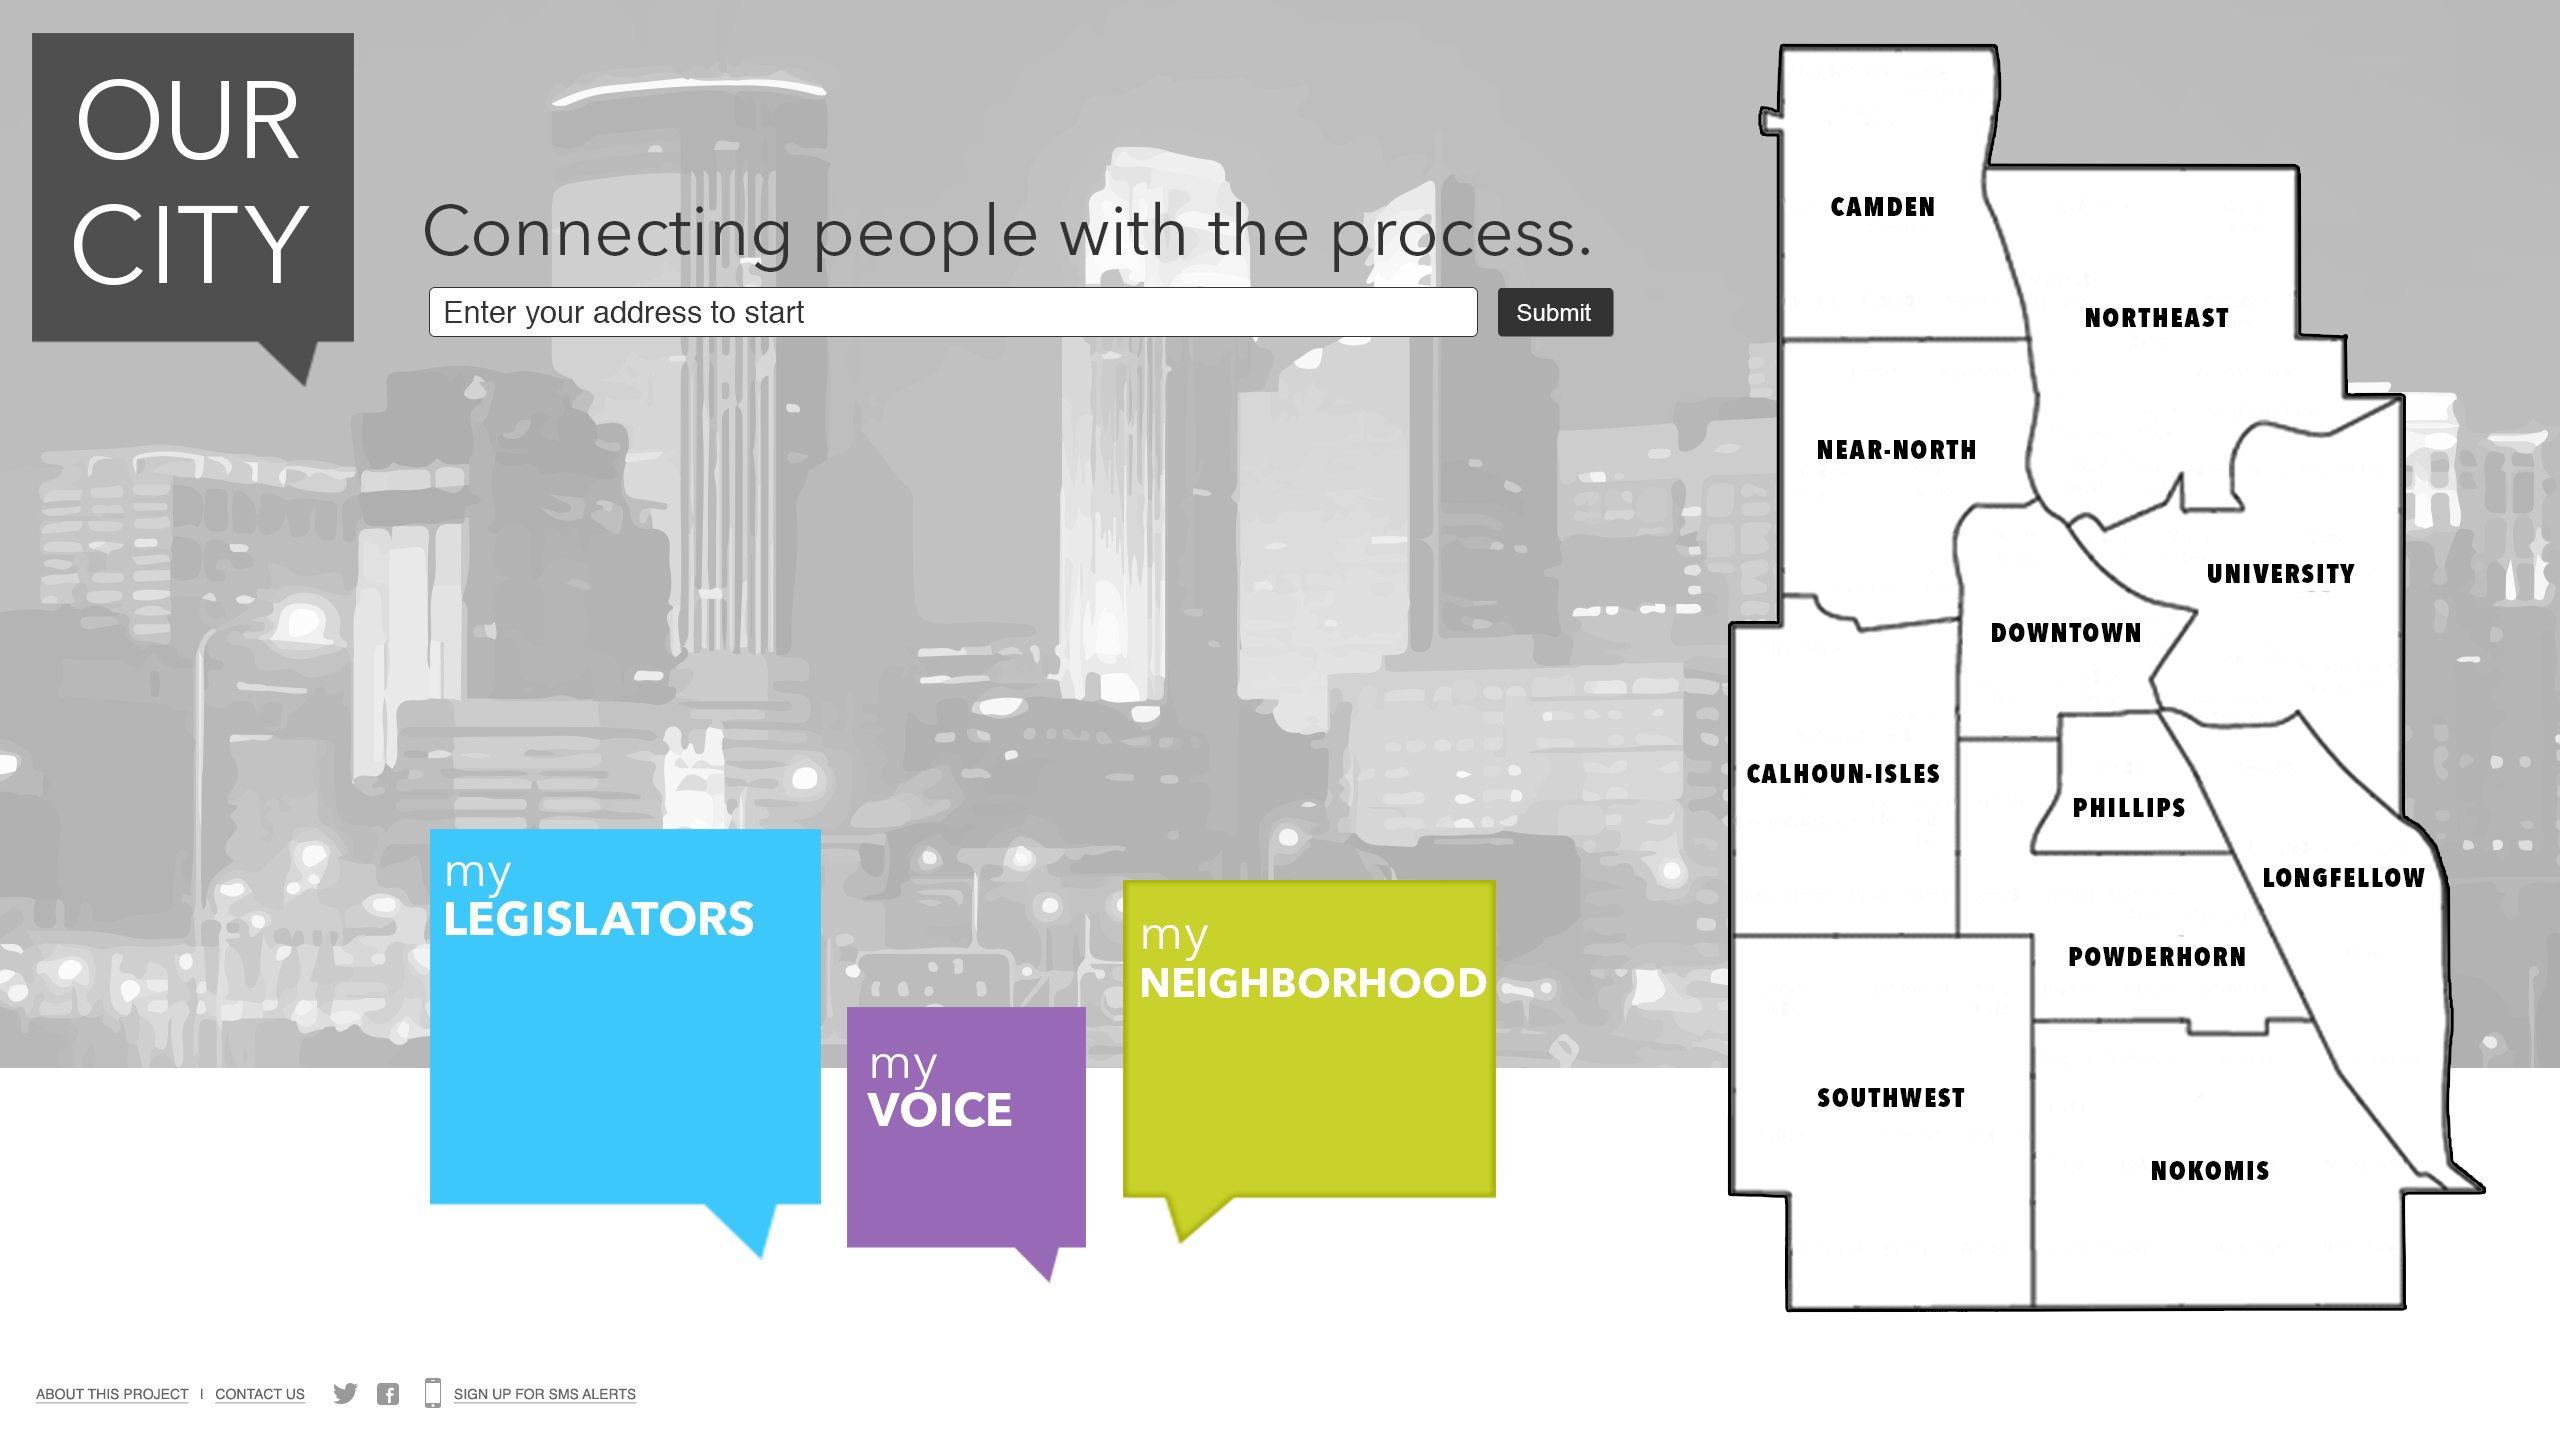 OUR
CITY
Connecting people with the process.
Enter your address to start
Submit
my
LEGISLATORS
my
VOICE
my
NEIGHBORHOOD
CAMDEN
NORTHEAST
NEAR-NORTH
UNIVERSITY
DOWNTOWN
CALHOUN-ISLES
PHILLIPS
LONGFELLOW
POWDERHORN
SOUTHWEST
NOKOMIS
ABOUT THIS PROJECT | CONTACT US SIGN UP FOR SMS ALERTS